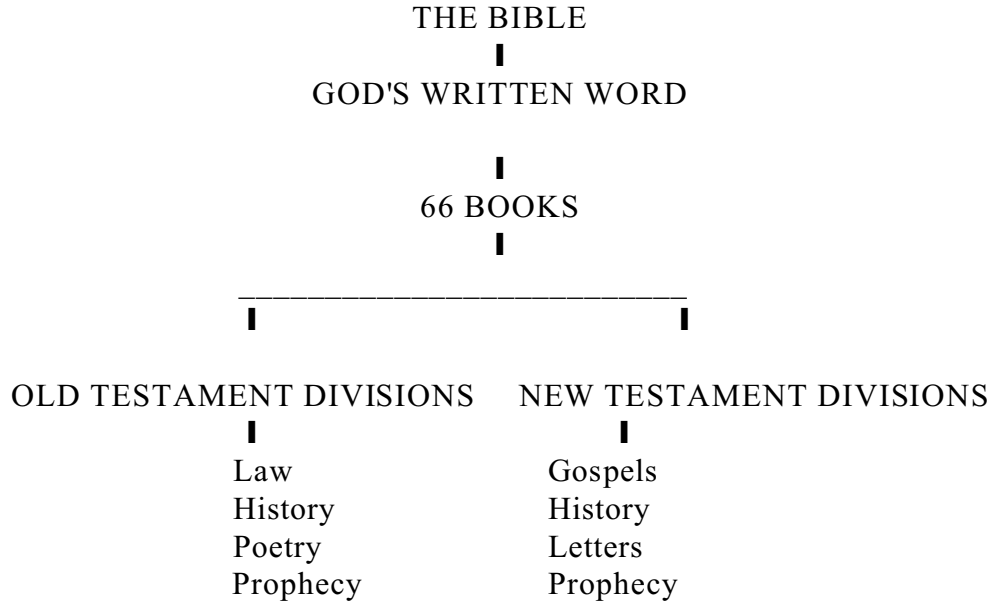 THE BIBLE
GOD'S WRITTEN WORD
66 BOOKS
OLD TESTAMENT DIVISIONS NEW TESTAMENT DIVISIONS
Law Gospels
History History
Poetry Letters
Prophecy Prophecy